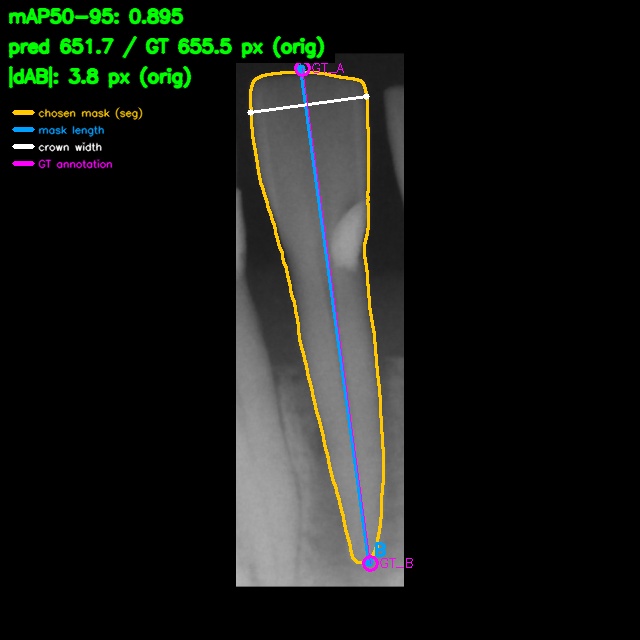 mAP50-95: 0.895
pred 651.7 / GT 655.5 px (orig)
|dAB|: 3.8 px (orig)
chosen mask (seg)
mask length
crown width
GT annotation
GT_A
B
GT_B